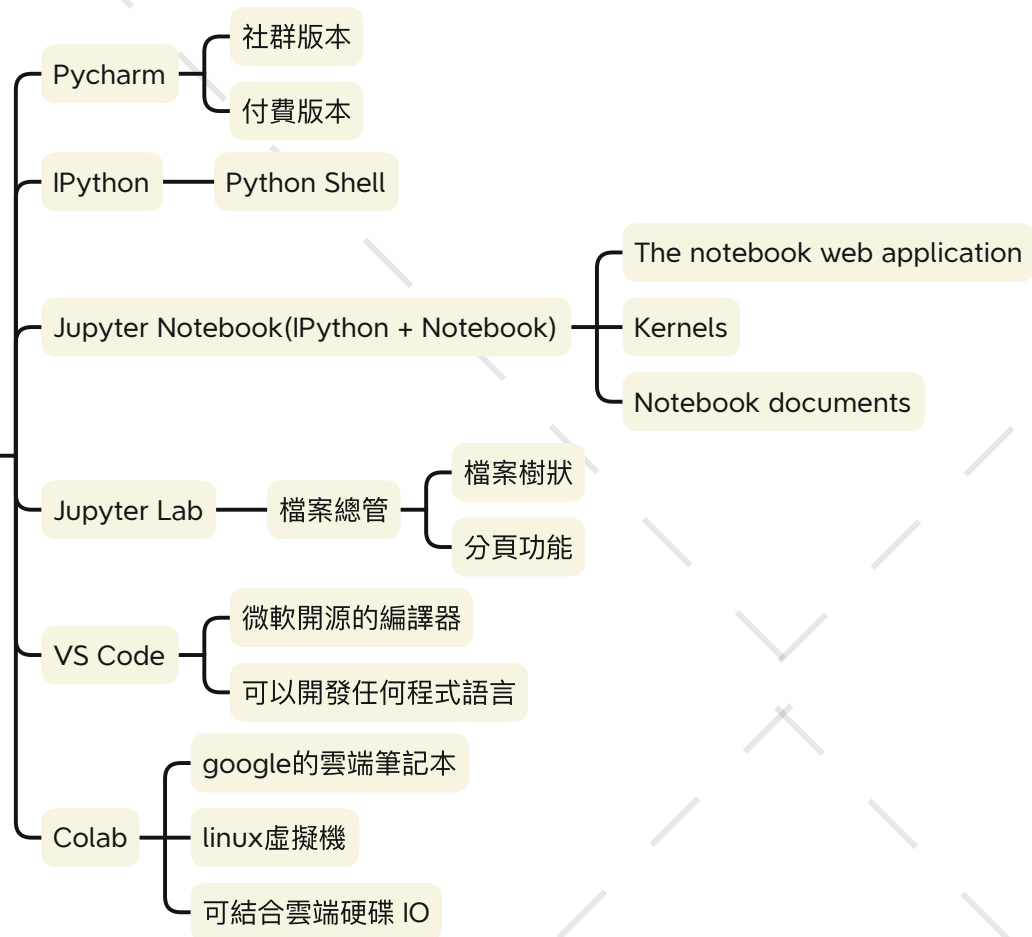 Pycharm
社群版本
付費版本
IPython
Python Shell
Jupyter Notebook(IPython + Notebook)
The notebook web application
Kernels
Notebook documents
Jupyter Lab
檔案總管
檔案樹狀
分頁功能
VS Code
微軟開源的編譯器
可以開發任何程式語言
Colab
google的雲端筆記本
linux虛擬機
可結合雲端硬碟 IO